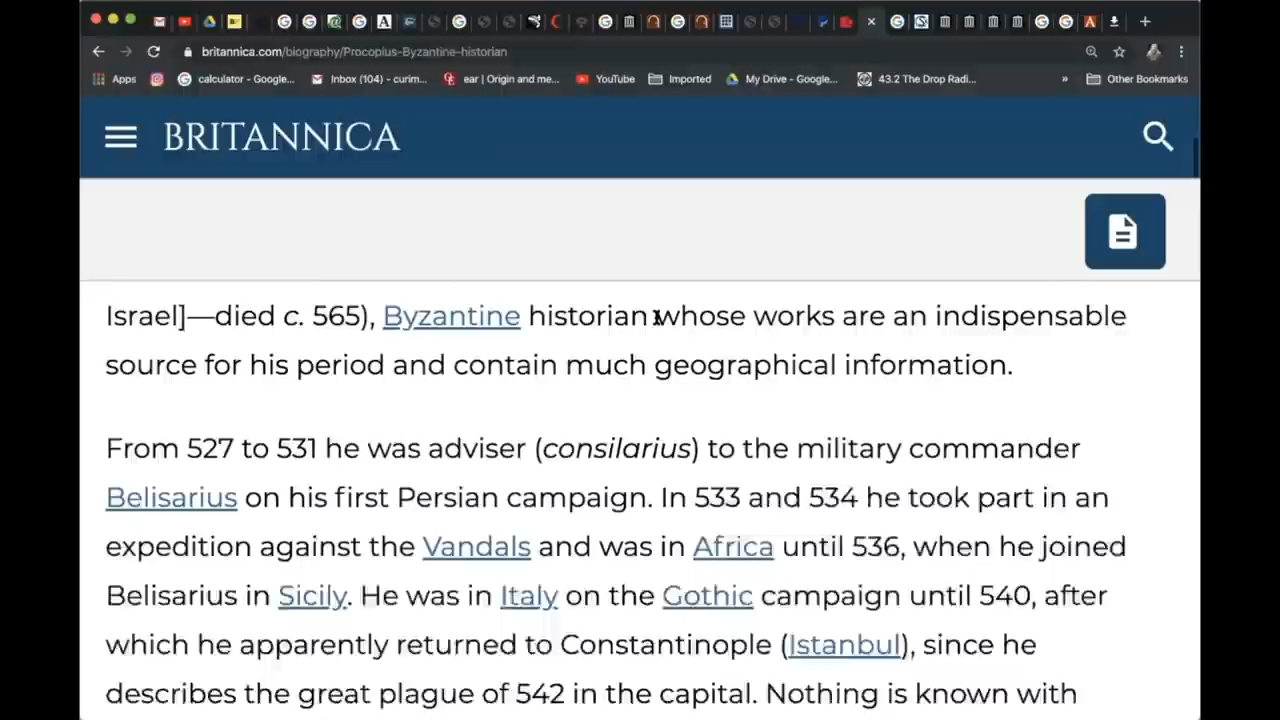 britannica.com/biography/Procopius-Byzantine-historian
Apps calculator - Google... Inbox (104) - curim... ear | Origin and me... YouTube Imported My Drive - Google... 43.2 The Drop Radi... » Other Bookmarks
BRITANNICA
Israel]—died c. 565), Byzantine historian whose works are an indispensable
source for his period and contain much geographical information.
From 527 to 531 he was adviser (consilarius) to the military commander
Belisarius on his first Persian campaign. In 533 and 534 he took part in an
expedition against the Vandals and was in Africa until 536, when he joined
Belisarius in Sicily. He was in Italy on the Gothic campaign until 540, after
which he apparently returned to Constantinople (Istanbul), since he
describes the great plague of 542 in the capital. Nothing is known with